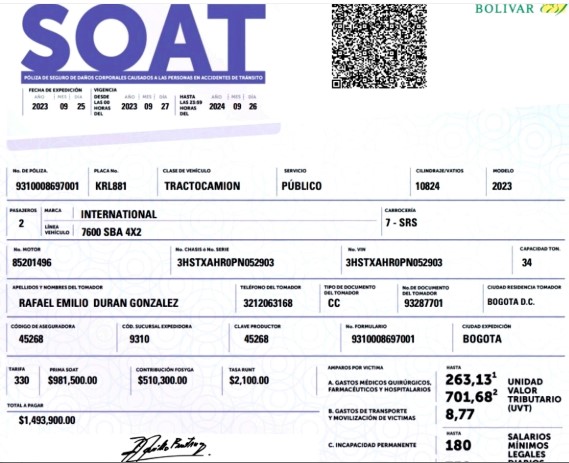 BOLIVAR
SOAT
PÓLIZA DE SEGURO DE DAÑOS CORPORALES CAUSADOS A LAS PERSONAS EN ACCIDENTES DE TRÁNSITO
FECHA DE EXPEDICIÓN
AÑO MES DÍA
2023 09 25
VIGENCIA
DESDE LAS 00 HORAS DEL
AÑO MES DÍA
2023 09 27
HASTA LAS 23:59 HORAS DEL
AÑO MES DÍA
2024 09 26
No. DE PÓLIZA. PLACA No. CLASE DE VEHÍCULO SERVICIO CILINDRAJE/VATIOS MODELO
9310008697001 KRL881 TRACTOCAMION PÚBLICO 10824 2023
PASAJEROS MARCA CARROCERÍA
2 INTERNATIONAL 7 - SRS
LÍNEA VEHÍCULO 7600 SBA 4X2
No. MOTOR No. CHASIS o No. SERIE No. VIN CAPACIDAD TON.
85201496 3HSTXAHR0PN052903 3HSTXAHR0PN052903 34
APELLIDOS Y NOMBRES DEL TOMADOR TELÉFONO DEL TOMADOR TIPO DE DOCUMENTO DEL TOMADOR No. DE DOCUMENTO DEL TOMADOR CIUDAD RESIDENCIA TOMADOR
RAFAEL EMILIO DURAN GONZALEZ 3212063168 CC 93287701 BOGOTA D.C.
CÓDIGO DE ASEGURADORA CÓD. SUCURSAL EXPEDIDORA CLAVE PRODUCTOR No. FORMULARIO CIUDAD EXPEDICIÓN
45268 9310 45268 9310008697001 BOGOTA
TARIFA PRIMA SOAT CONTRIBUCIÓN FOSYGA TASA RUNT
330 $981,500.00 $510,300.00 $2,100.00
TOTAL A PAGAR
$1,493,900.00
AMPAROS POR VICTIMA HASTA
A. GASTOS MÉDICOS QUIRÚRGICOS, FARMACÉUTICOS Y HOSPITALARIOS
263,13¹
701,68²
B. GASTOS DE TRANSPORTE Y MOVILIZACIÓN DE VICTIMAS
8,77
UNIDAD VALOR TRIBUTARIO (UVT)
C. INCAPACIDAD PERMANENTE
HASTA
180
SALARIOS
MÍNIMOS
LEGALES
DIARIOS